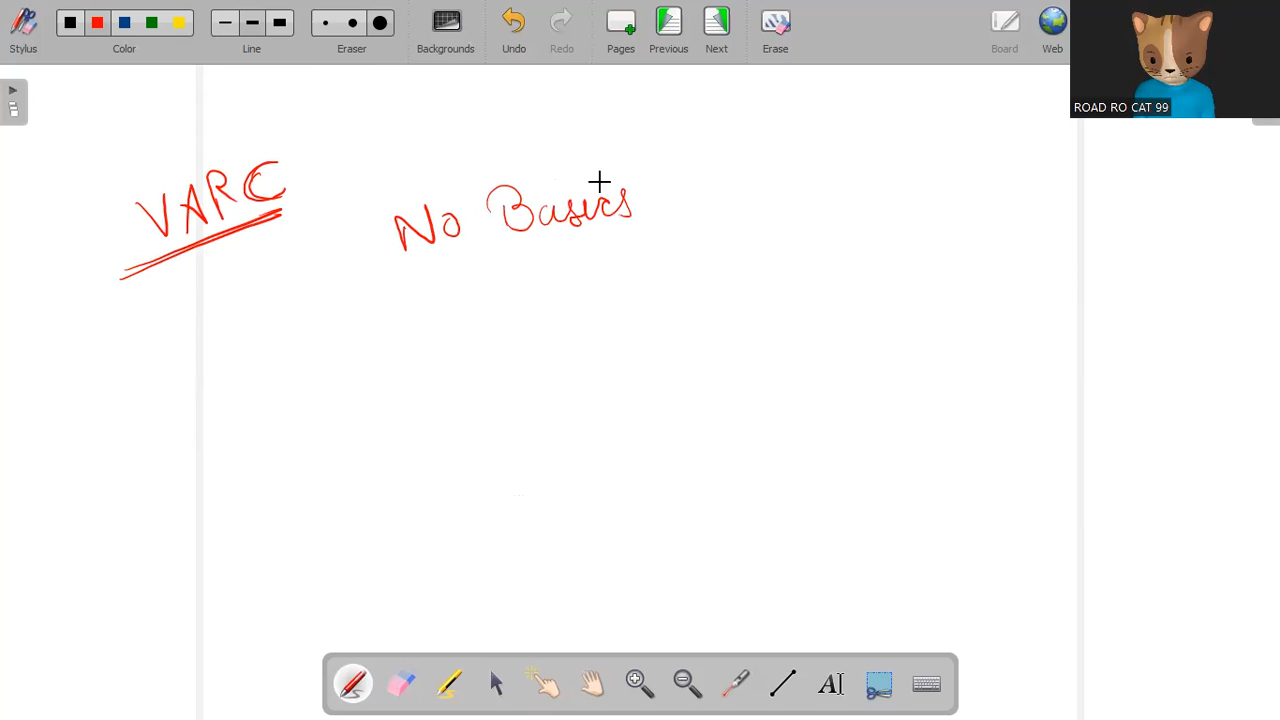 Stylus Color Line Eraser Backgrounds Undo Redo Pages Previous Next Erase Board Web
ROAD RO CAT 99
VARC No Basics